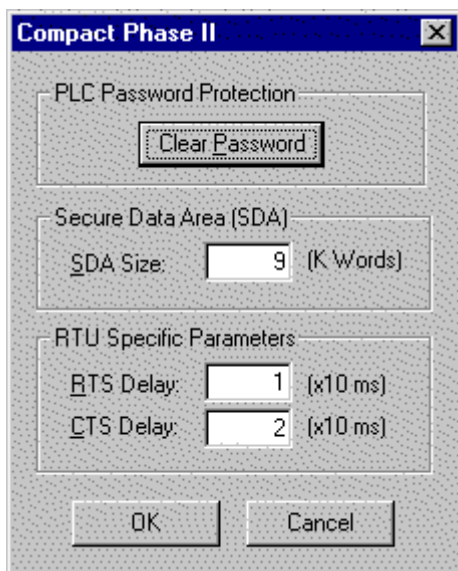 Compact Phase II
PLC Password Protection
Clear Password
Secure Data Area (SDA)
SDA Size: 9 (K Words)
RTU Specific Parameters
RTS Delay: 1 (x10 ms)
CTS Delay: 2 (x10 ms)
OK Cancel